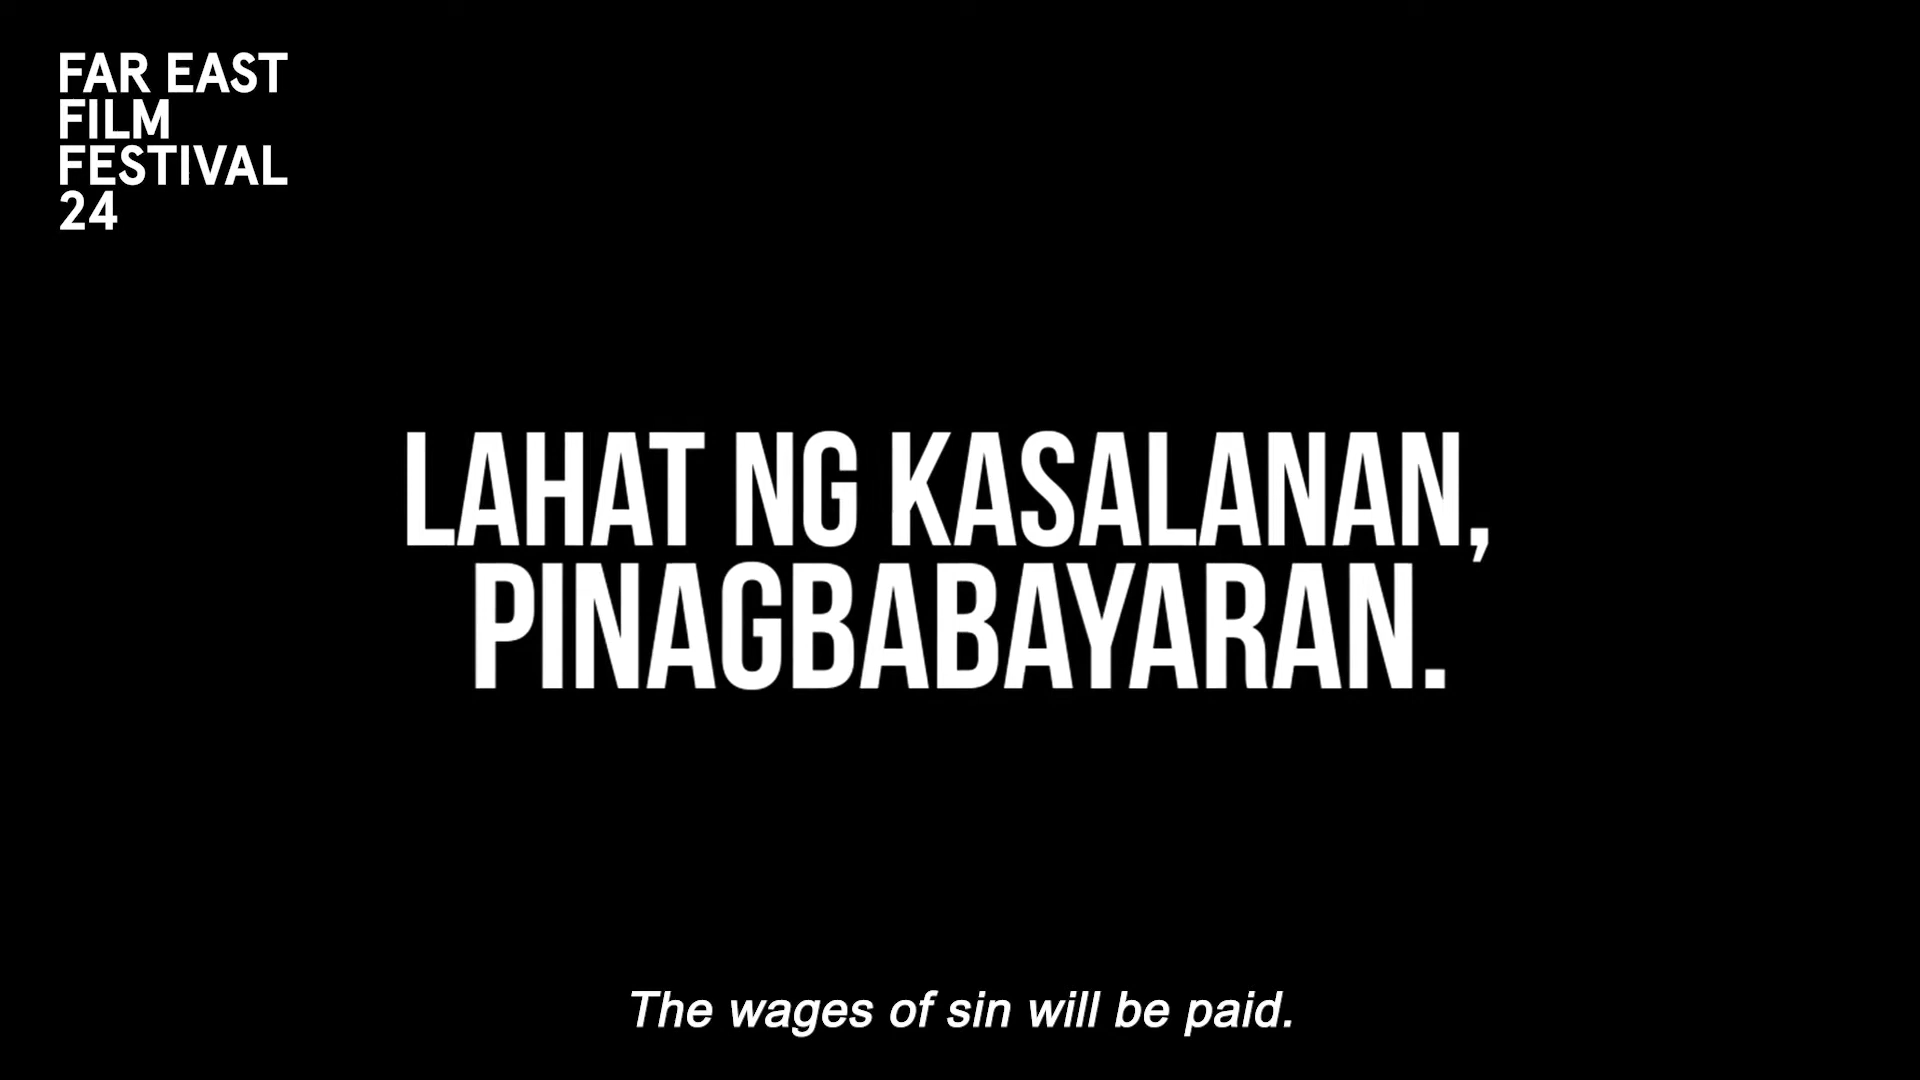 FAR EAST
FILM
FESTIVAL
24
LAHAT NG KASALANAN,
PINAGBABAYARAN.
The wages of sin will be paid.